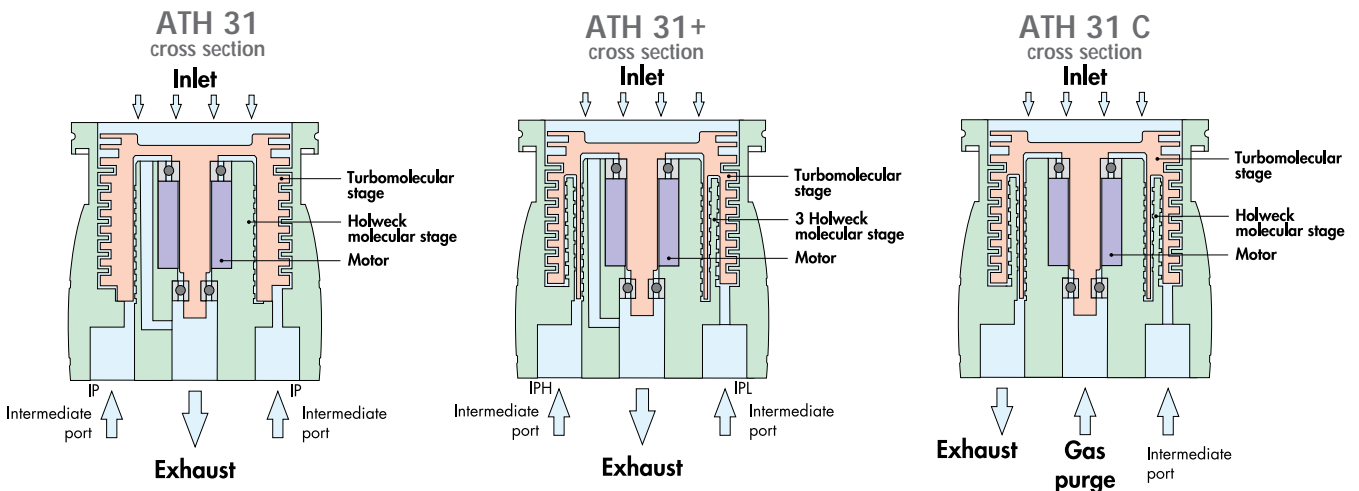 ATH 31
cross section
Inlet
Turbomolecular
stage
Holweck
molecular stage
Motor
IP
IP
Intermediate
port
Intermediate
port
Exhaust
ATH 31+
cross section
Inlet
Turbomolecular
stage
3 Holweck
molecular stage
Motor
IPH
IPL
Intermediate
port
Intermediate
port
Exhaust
ATH 31 C
cross section
Inlet
Turbomolecular
stage
Holweck
molecular stage
Motor
Exhaust
Gas
purge
Intermediate
port